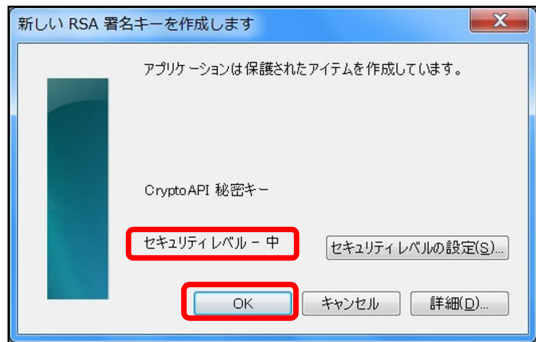 新しい RSA 署名キーを作成します
アプリケーションは保護されたアイテムを作成しています。
CryptoAPI 秘密キー
セキュリティ レベル - 中
セキュリティ レベルの設定(S)...
OK
キャンセル
詳細(D)...